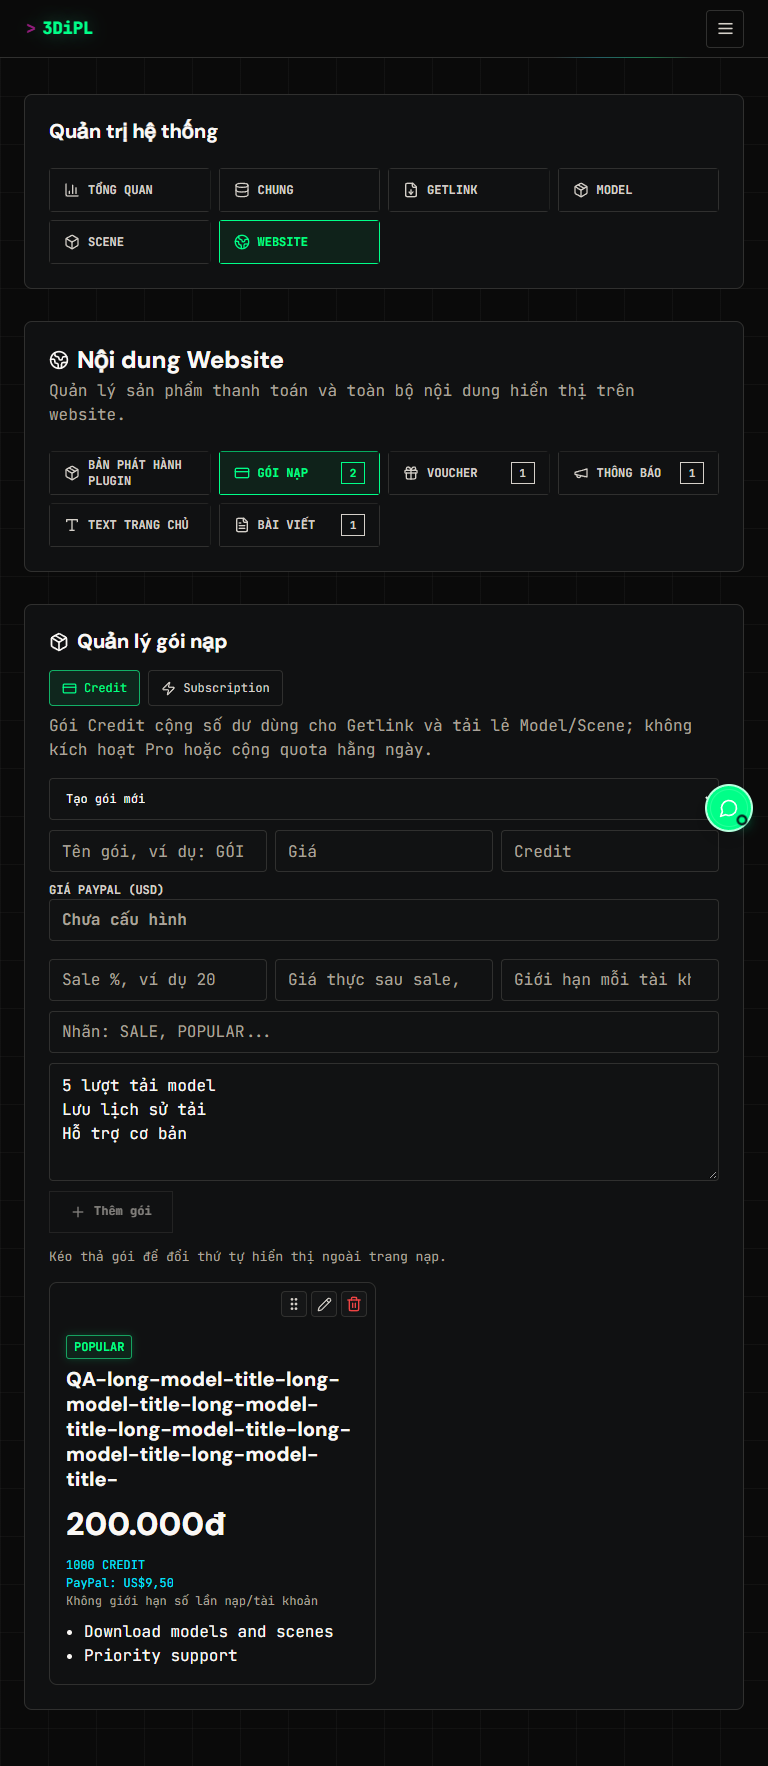 > 3DiPL
Quản trị hệ thống
TỔNG QUAN
CHUNG
GETLINK
MODEL
SCENE
WEBSITE
Nội dung Website
Quản lý sản phẩm thanh toán và toàn bộ nội dung hiển thị trên
website.
BẢN PHÁT HÀNH
PLUGIN
GÓI NẠP 2
VOUCHER 1
THÔNG BÁO 1
TEXT TRANG CHỦ
BÀI VIẾT 1
Quản lý gói nạp
Credit
Subscription
Gói Credit cộng số dư dùng cho Getlink và tải lẻ Model/Scene; không
kích hoạt Pro hoặc cộng quota hằng ngày.
Tạo gói mới
Tên gói, ví dụ: GÓI
Giá
Credit
GIÁ PAYPAL (USD)
Chưa cấu hình
Sale %, ví dụ 20
Giá thực sau sale,
Giới hạn mỗi tài kh
Nhãn: SALE, POPULAR...
5 lượt tải model
Lưu lịch sử tải
Hỗ trợ cơ bản
Thêm gói
Kéo thả gói để đổi thứ tự hiển thị ngoài trang nạp.
POPULAR
QA-long-model-title-long-
model-title-long-model-
title-long-model-title-long-
model-title-long-model-
title-
200.000đ
1000 CREDIT
PayPal: US$9,50
Không giới hạn số lần nạp/tài khoản
• Download models and scenes
• Priority support